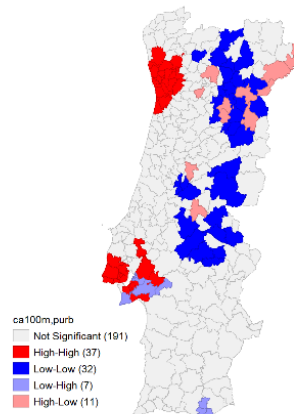 ca100m,purb
Not Significant (191)
High-High (37)
Low-Low (32)
Low-High (7)
High-Low (11)